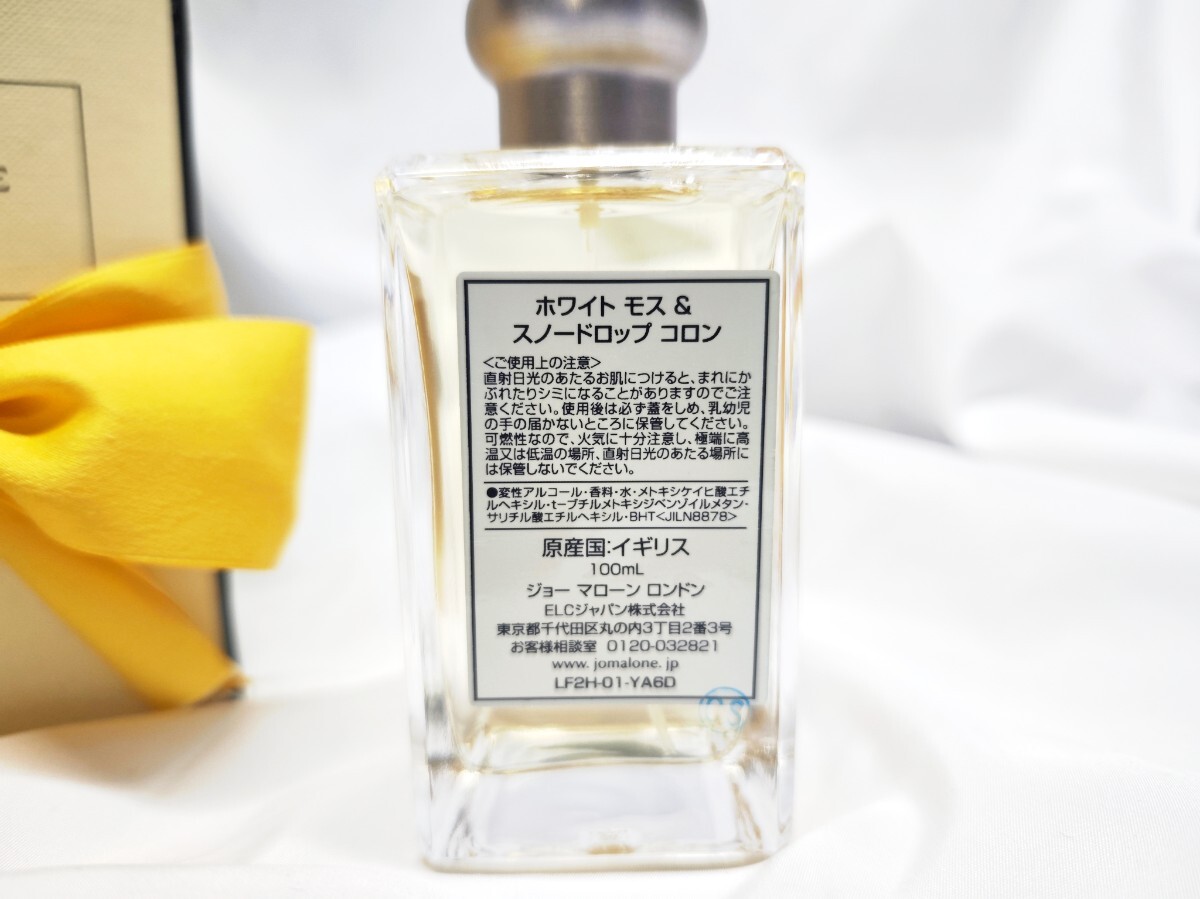 E
ホワイト モス &
スノードロップ コロン
<ご使用上の注意>
直射日光のあたるお肌につけると、まれにか
ぶれたりシミになることがありますのでご注
意ください。使用後は必ず蓋をしめ、乳幼児
の手の届かないところに保管してください。
可燃性なので、火気に十分注意し、極端に高
温又は低温の場所、直射日光のあたる場所に
は保管しないでください。
●変性アルコール・香料・水・メトキシケイヒ酸エチ
ルヘキシル・t-ブチルメトキシジベンゾイルメタン・
サリチル酸エチルヘキシル・BHT<JILN8878>
原産国:イギリス
100mL
ジョー マローン ロンドン
ELCジャパン株式会社
東京都千代田区丸の内3丁目2番3号
お客様相談室 0120-032821
www.jomalone.jp
LF2H-01-YA6D